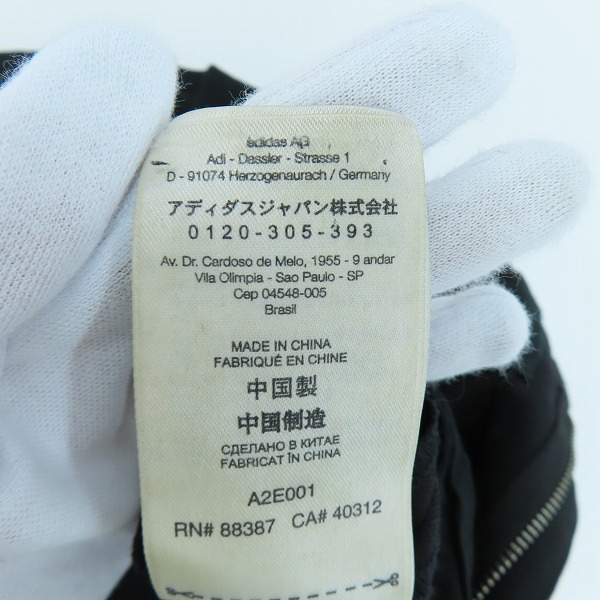 adidas AG
Adi - Dassler - Strasse 1
D - 91074 Herzogenaurach / Germany
アディダスジャパン株式会社
0120-305-393
Av. Dr. Cardoso de Melo, 1955 - 9 andar
Vila Olimpia - Sao Paulo - SP
Cep 04548-005
Brasil
MADE IN CHINA
FABRIQUÉ EN CHINE
中国製
中国制造
СДЕЛАНО В КИТАЕ
FABRICAT ÎN CHINA
A2E001
RN# 88387 CA# 40312